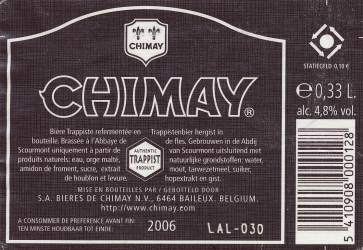 CHIMAY
STATIEGELD 0,10 €
CHIMAY®
e 0,33 L.
alc. 4,8% vol.
Bière Trappiste refermentée en
bouteille. Brassée à l'Abbaye de
Scourmont uniquement à partir de
produits naturels: eau, orge malté,
amidon de froment, sucre, extrait
de houblon et levure.
AUTHENTIC
TRAPPIST
PRODUCT
Trappistenbier hergist in
de fles. Gebrouwen in de Abdij
van Scourmont uitsluitend met
natuurlijke grondstoffen: water,
mout, tarwezetmeel, suiker,
hopextrakt en gist.
MISE EN BOUTEILLES PAR / GEBOTTELD DOOR
S.A. BIERES DE CHIMAY N.V., 6464 BAILEUX. BELGIUM.
http://www.chimay.com
A CONSOMMER DE PREFERENCE AVANT FIN:
TEN MINSTE HOUDBAAR TOT EINDE:
2006
LAL-030
5 410908 000128